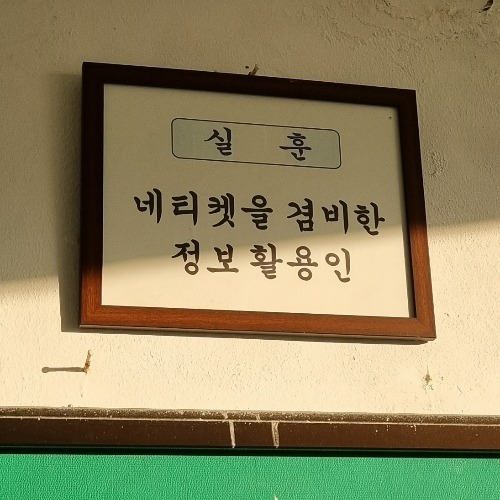 실 훈
네티켓을 겸비한
정보활용인